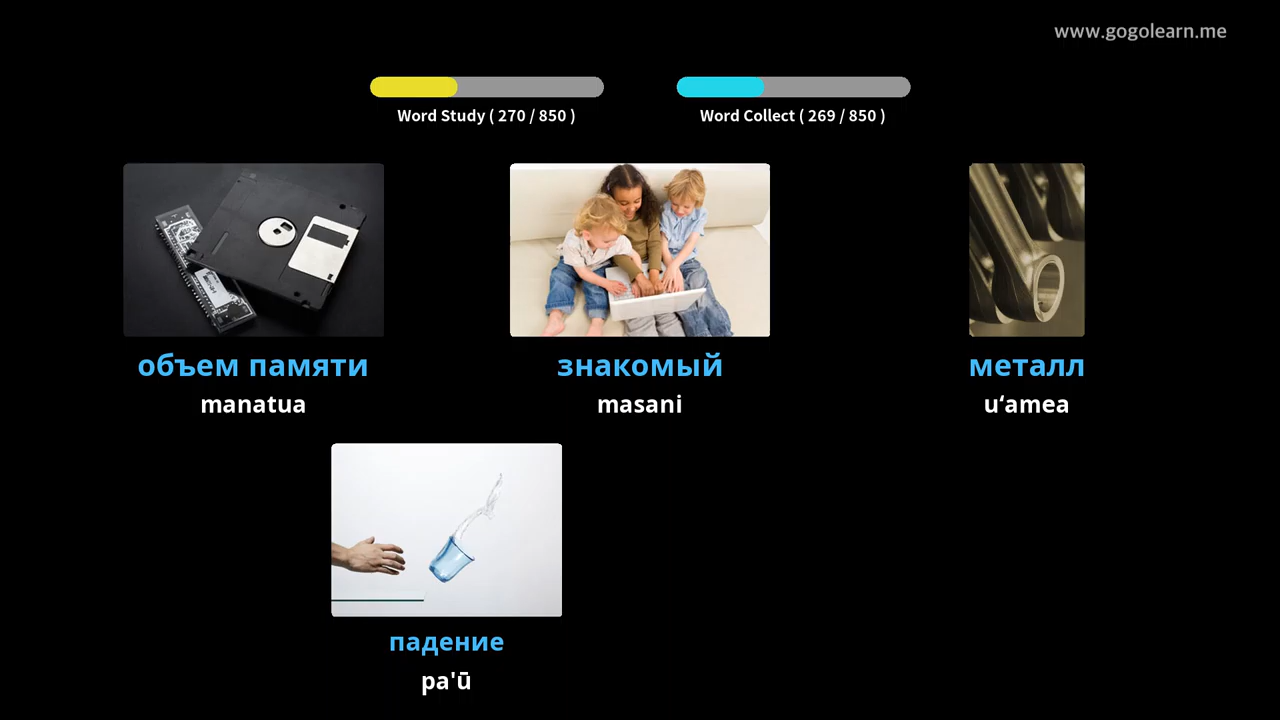 www.gogolearn.me
Word Study ( 270 / 850 )
Word Collect ( 269 / 850 )
объем памяти
manatua
знакомый
masani
металл
uʻamea
падение
pa'ū